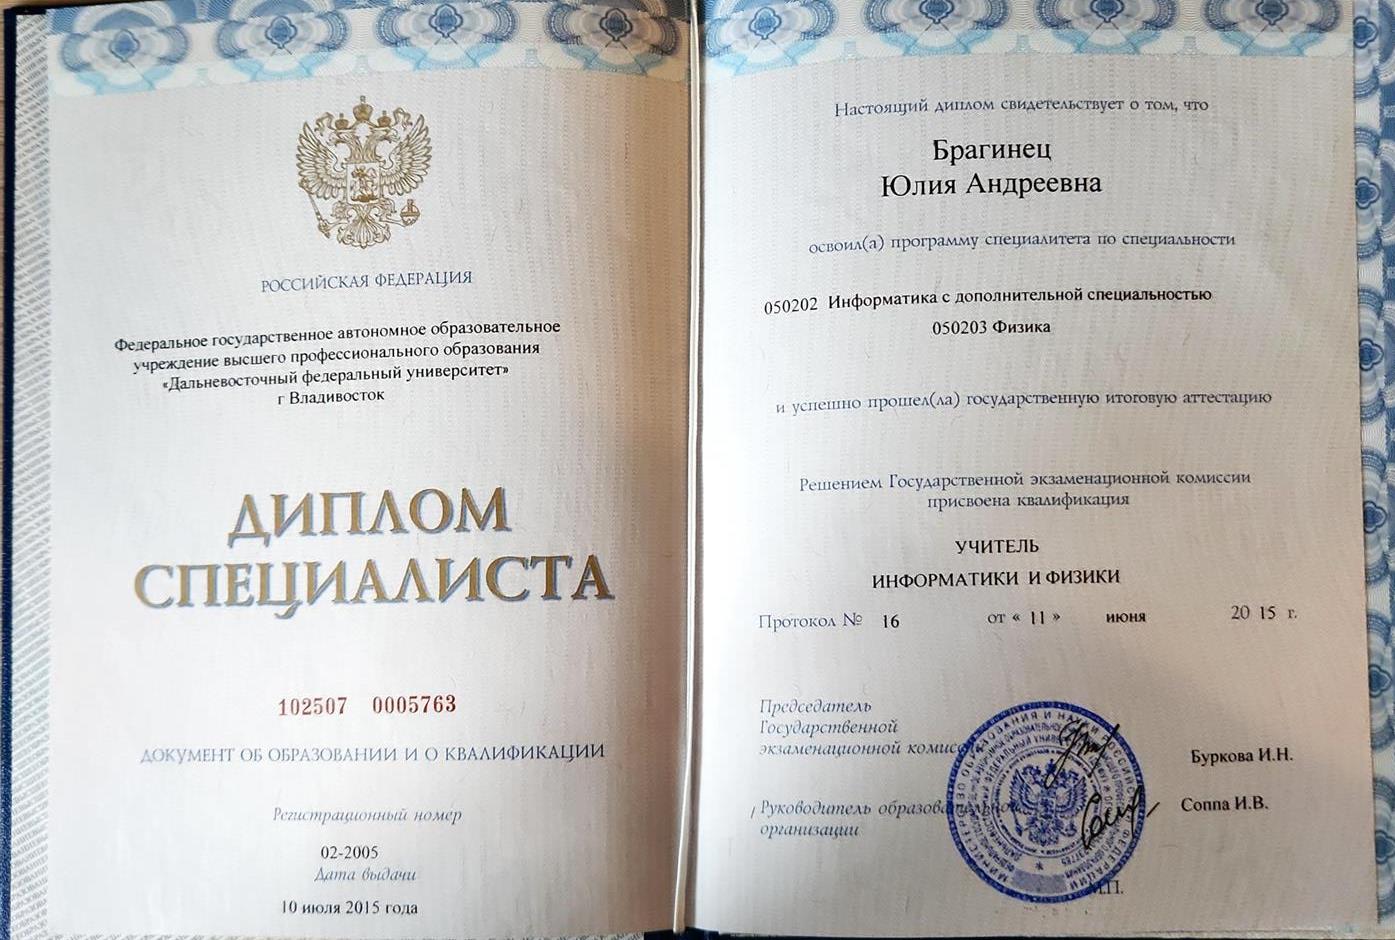 РОССИЙСКАЯ ФЕДЕРАЦИЯ
Федеральное государственное автономное образовательное
учреждение высшего профессионального образования
«Дальневосточный федеральный университет»
г Владивосток
ДИПЛОМ
СПЕЦИАЛИСТА
102507 0005763
ДОКУМЕНТ ОБ ОБРАЗОВАНИИ И О КВАЛИФИКАЦИИ
Регистрационный номер
02-2005
Дата выдачи
10 июля 2015 года
Настоящий диплом свидетельствует о том, что
Брагинец
Юлия Андреевна
освоил(а) программу специалитета по специальности
050202 Информатика с дополнительной специальностью
050203 Физика
и успешно прошел(ла) государственную итоговую аттестацию
Решением Государственной экзаменационной комиссии
присвоена квалификация
УЧИТЕЛЬ
ИНФОРМАТИКИ И ФИЗИКИ
Протокол № 16 от « 11 » июня 20 15 г.
Председатель
Государственной
экзаменационной комиссии
Буркова И.Н.
Руководитель образовательной
организации
Соппа И.В.
М.П.